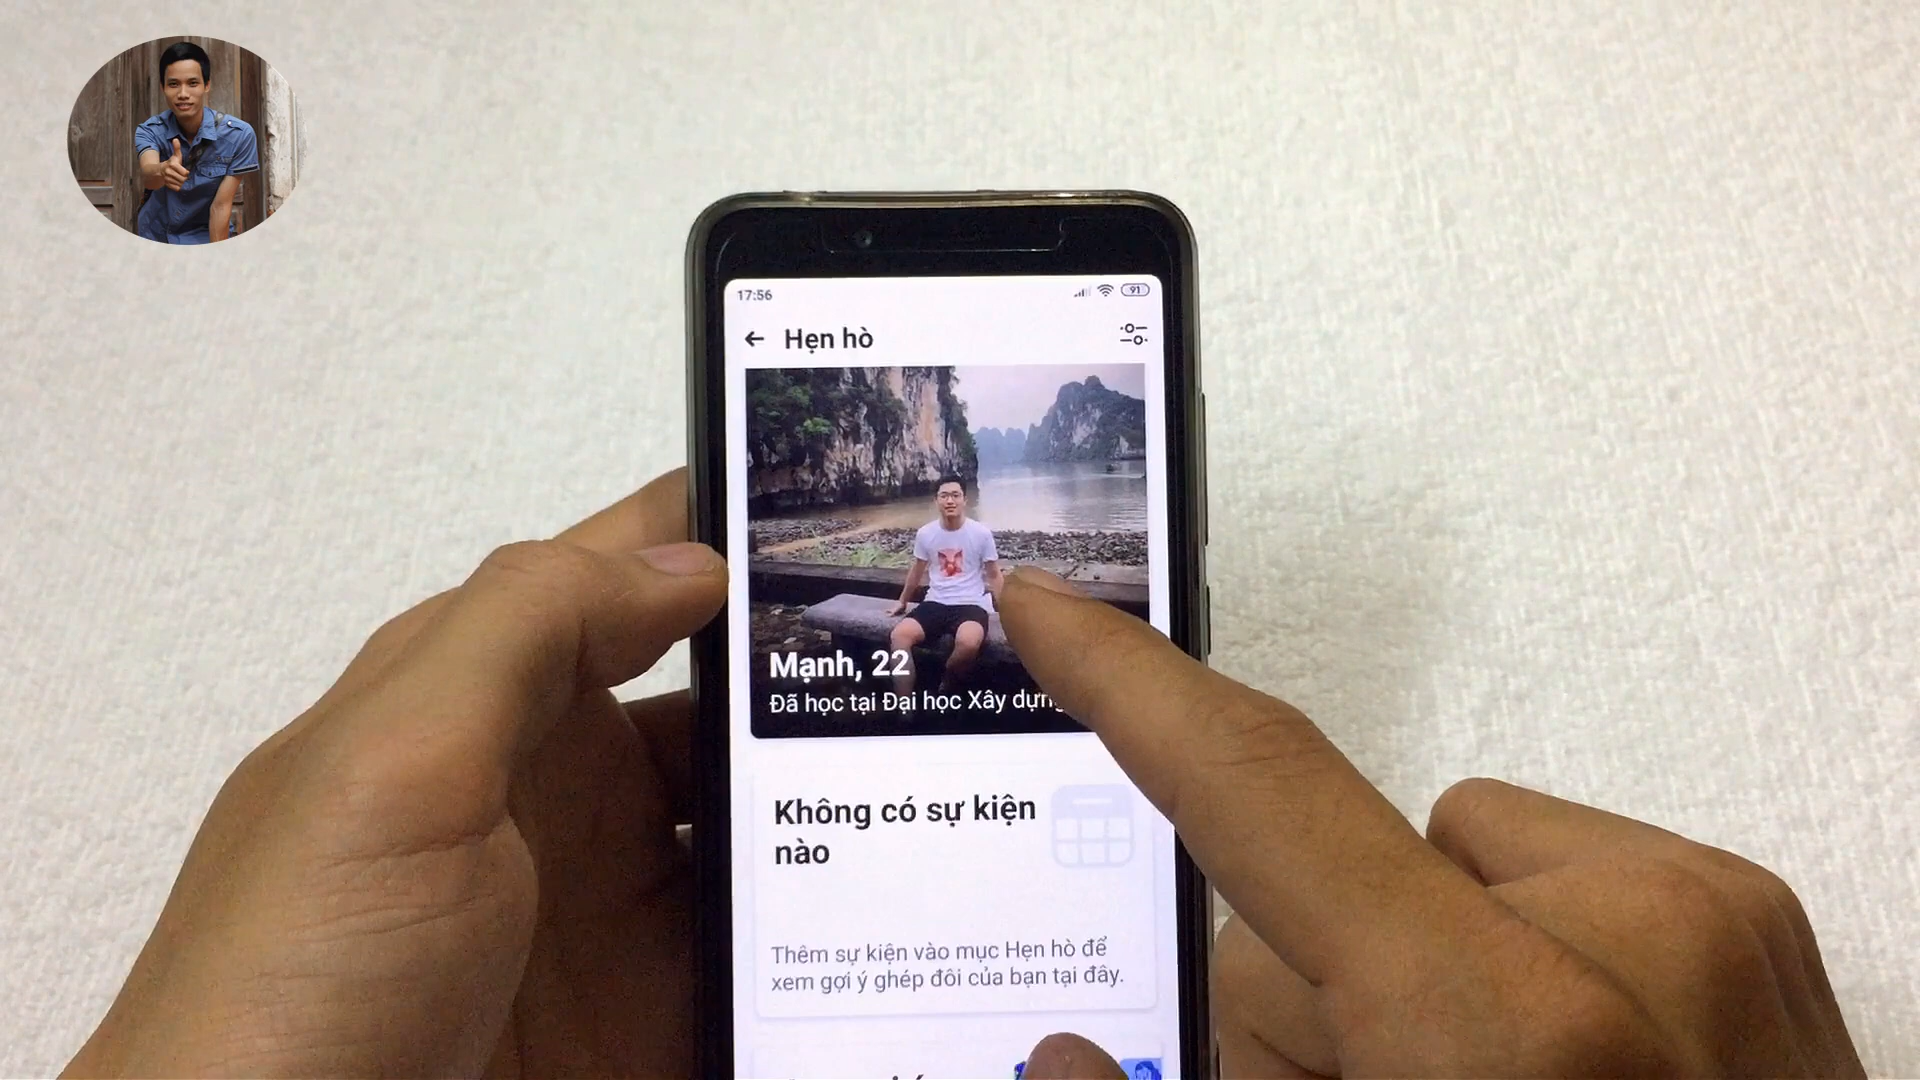 17:56
91
Hẹn hò
Mạnh, 22
Đã học tại Đại học Xây dựng
Không có sự kiện
nào
Thêm sự kiện vào mục Hẹn hò để
xem gợi ý ghép đôi của bạn tại đây.